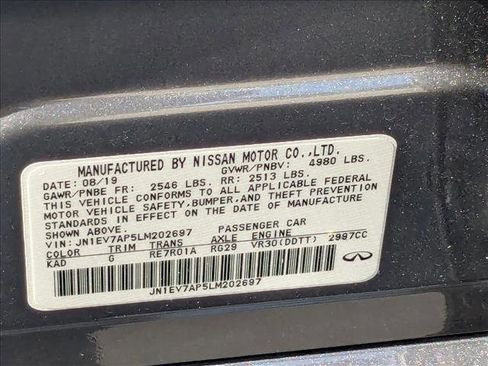 MANUFACTURED BY NISSAN MOTOR CO.,LTD.
DATE: 08/19 GVWR/PNBV: 4980 LBS.
GAWR/PNBE FR: 2546 LBS. RR: 2513 LBS.
THIS VEHICLE CONFORMS TO ALL APPLICABLE FEDERAL
MOTOR VEHICLE SAFETY,BUMPER,AND THEFT PREVENTION
STANDARDS IN EFFECT ON THE DATE OF MANUFACTURE
SHOWN ABOVE.
VIN: JN1EV7AP5LM202697 PASSENGER CAR
COLOR TRIM TRANS AXLE ENGINE
KAD G RE7R01A RG29 VR30(DDTT) 2997CC
JN1EV7AP5LM202697